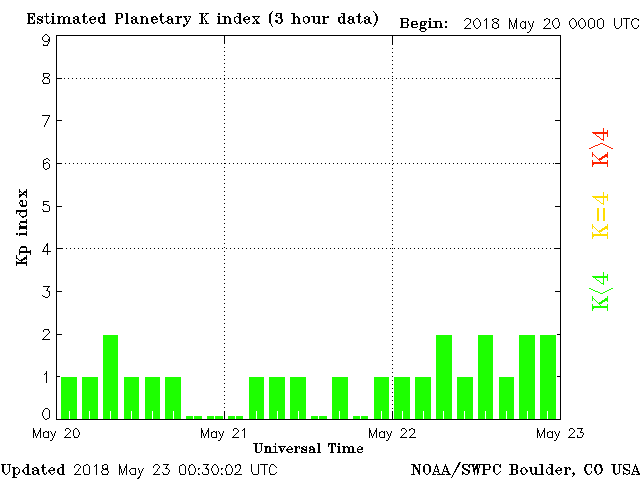 Estimated Planetary K index (3 hour data) Begin: 2018 May 20 0000 UTC
9
8
7
6
5
4
3
2
1
0
Kp index
K>4
K=4
K<4
May 20 May 21 May 22 May 23
Universal Time
Updated 2018 May 23 00:30:02 UTC NOAA/SWPC Boulder, CO USA